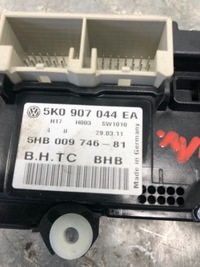 5K0 907 044 EA
H17 H003 SW1010
4 H 29.03.11
5HB 009 746-81
B.H.TC BHB
Made in Germany